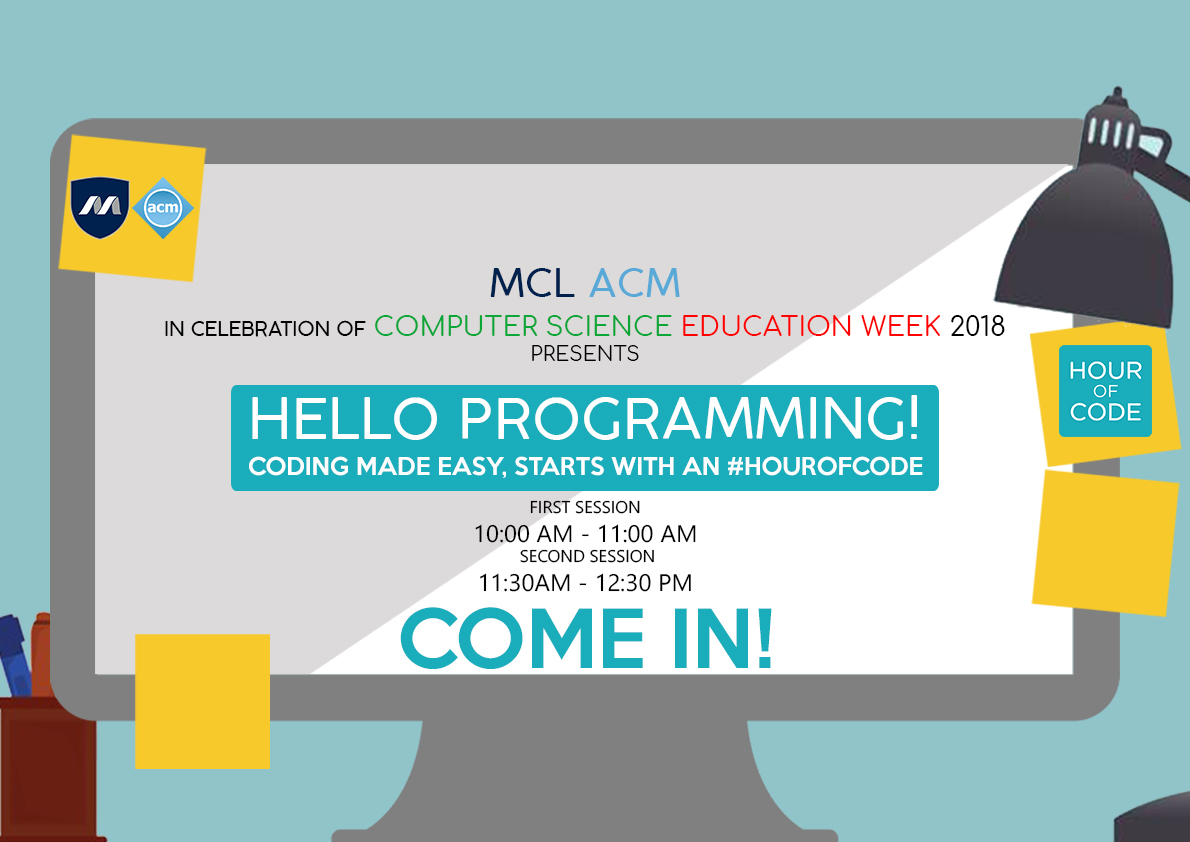 acm
MCL ACM
IN CELEBRATION OF COMPUTER SCIENCE EDUCATION WEEK 2018
PRESENTS
HELLO PROGRAMMING!
CODING MADE EASY, STARTS WITH AN #HOUROFCODE
FIRST SESSION
10:00 AM - 11:00 AM
SECOND SESSION
11:30AM - 12:30 PM
COME IN!
HOUR
OF
CODE